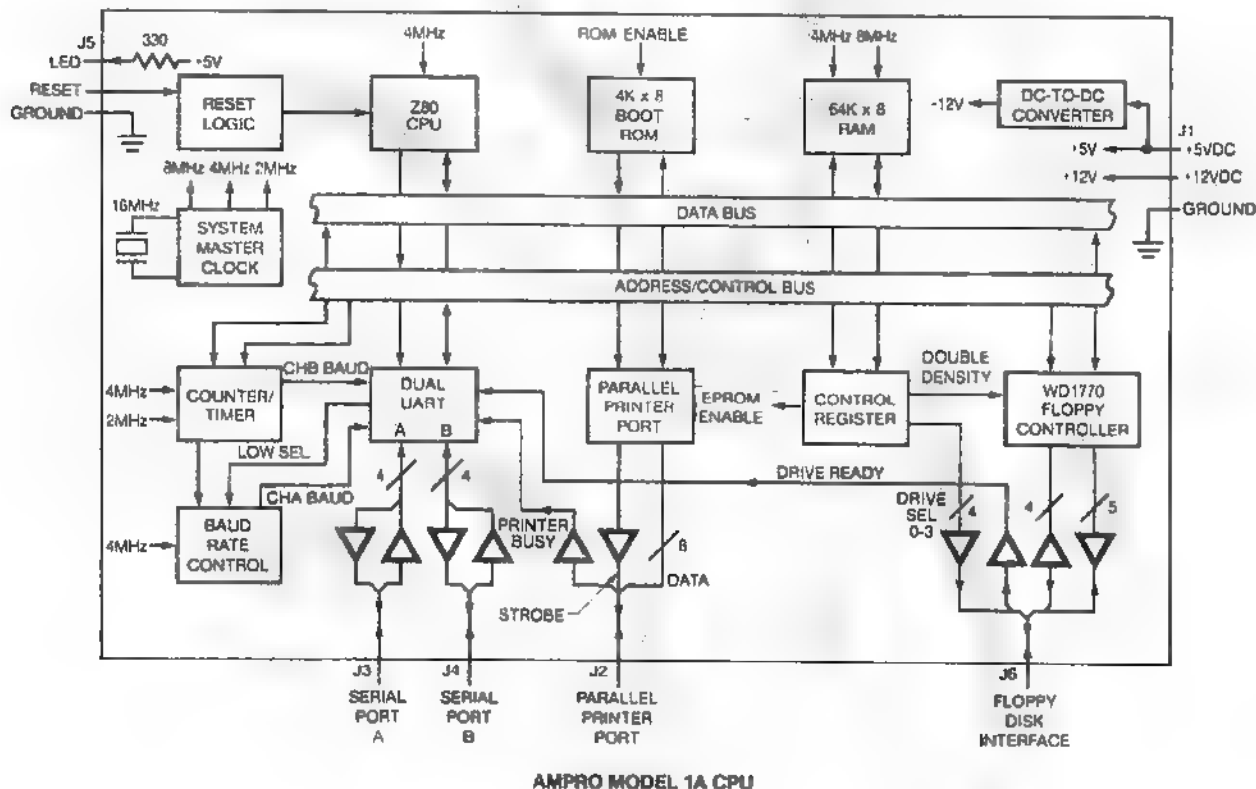 J5
330
LED
+5V
RESET
GROUND
RESET
LOGIC
4MHz
Z80
CPU
ROM ENABLE
4K x 8
BOOT
ROM
4MHz 8MHz
64K x 8
RAM
-12V
DC-TO-DC
CONVERTER
J1
+5V
+5VDC
+12V
+12VDC
GROUND
8MHz 4MHz 2MHz
16MHz
SYSTEM
MASTER
CLOCK
DATA BUS
ADDRESS/CONTROL BUS
4MHz
2MHz
COUNTER/
TIMER
CHB BAUD
DUAL
UART
A B
LOW SEL
CHA BAUD
4MHz
BAUD
RATE
CONTROL
4
4
PARALLEL
PRINTER
PORT
EPROM
ENABLE
CONTROL
REGISTER
DOUBLE
DENSITY
WD1770
FLOPPY
CONTROLLER
DRIVE READY
DRIVE
SEL
0-3
4
4
5
PRINTER
BUSY
8
DATA
STROBE
J3
SERIAL
PORT
A
J4
SERIAL
PORT
B
J2
PARALLEL
PRINTER
PORT
J6
FLOPPY
DISK
INTERFACE
AMPRO MODEL 1A CPU